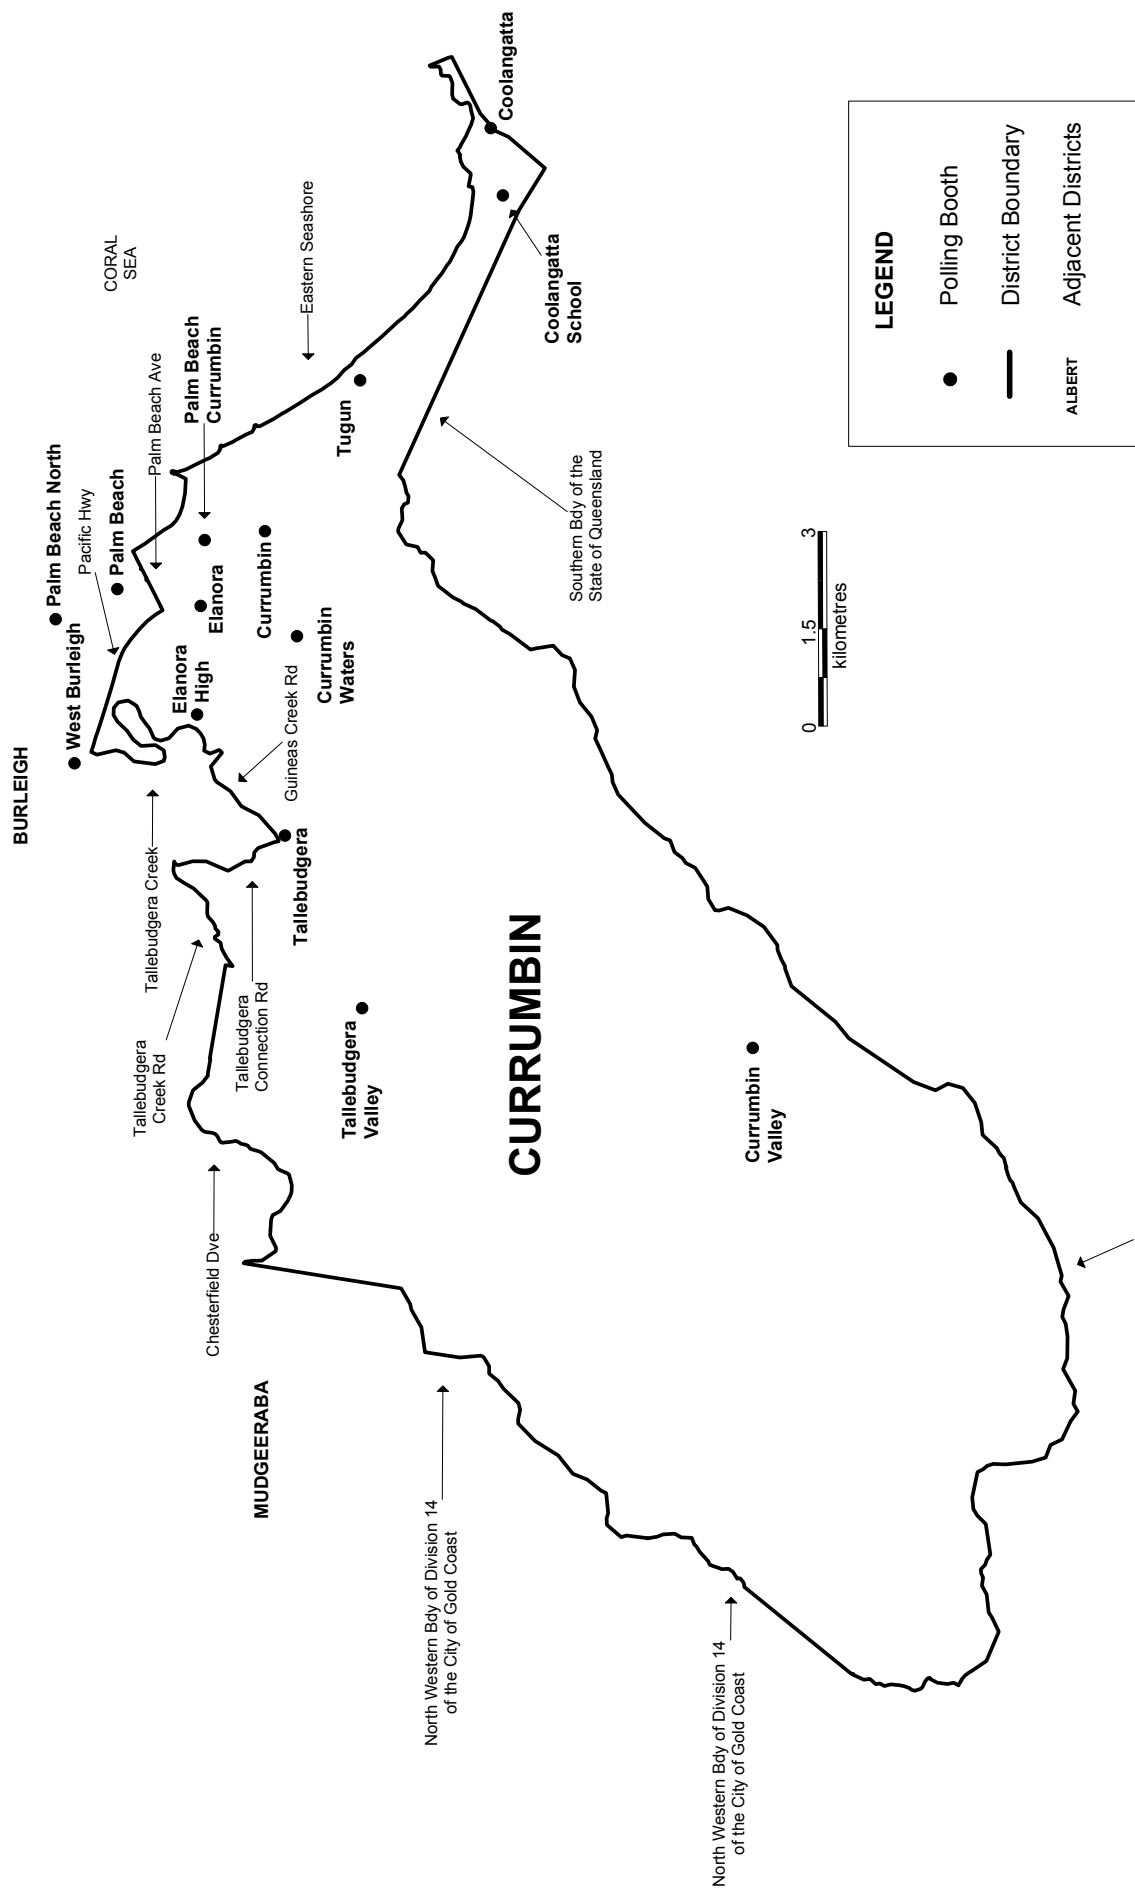 BURLEIGH
West Burleigh
Palm Beach North
Pacific Hwy
Palm Beach
Palm Beach Ave
CORAL
SEA
Palm Beach
Currumbin
Eastern Seashore
Tallebudgera Creek
Elanora
High
Elanora
Currumbin
Currumbin
Waters
Guineas Creek Rd
Tugun
Tallebudgera
Creek Rd
Tallebudgera
Connection Rd
Tallebudgera
Chesterfield Dve
Tallebudgera
Valley
MUDGEERABA
CURRUMBIN
Coolangatta
Coolangatta
School
Southern Bdy of the
State of Queensland
North Western Bdy of Division 14
of the City of Gold Coast
Currumbin
Valley
North Western Bdy of Division 14
of the City of Gold Coast
0 1.5 3
kilometres
LEGEND
Polling Booth
District Boundary
ALBERT Adjacent Districts